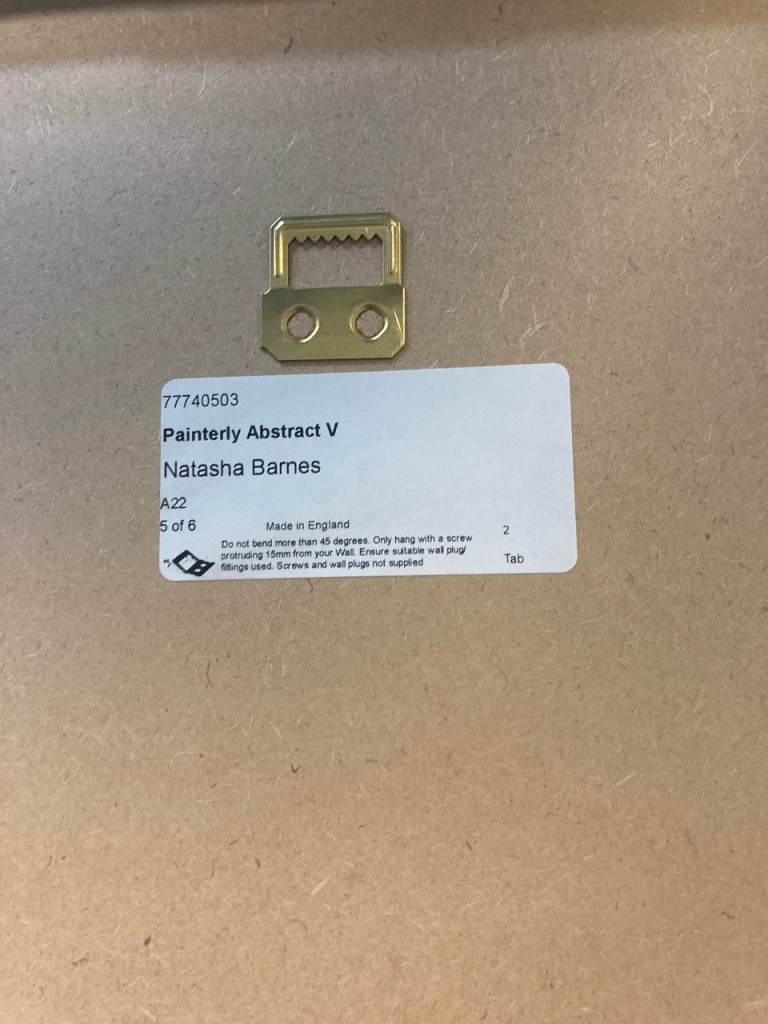 77740503
Painterly Abstract V
Natasha Barnes
A22
5 of 6 Made in England 2
Do not bend more than 45 degrees. Only hang with a screw
protruding 15mm from your Wall. Ensure suitable wall plug/
fittings used. Screws and wall plugs not supplied
Tab